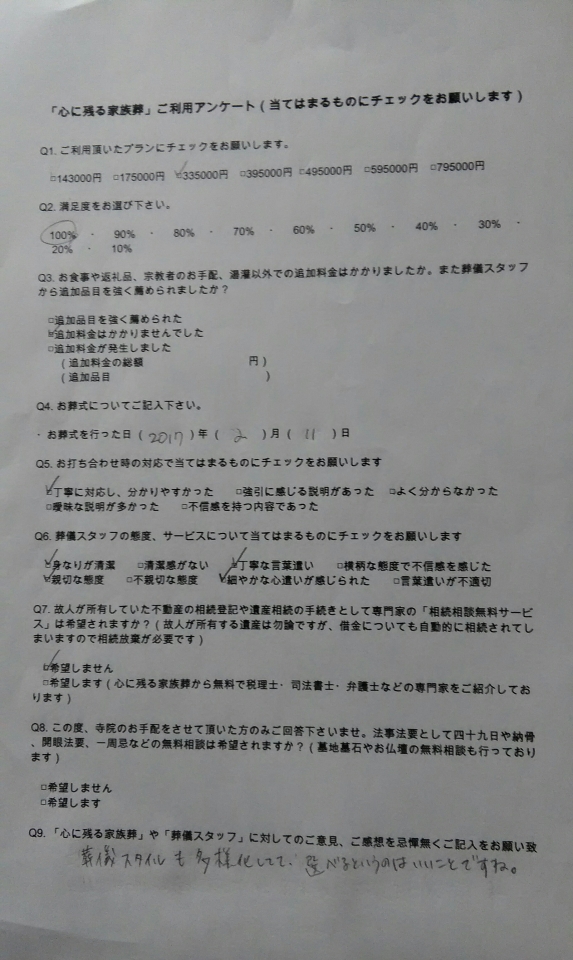 「心に残る家族葬」ご利用アンケート(当てはまるものにチェックをお願いします)
Q1. ご利用頂いたプランにチェックをお願いします。
□143000円 □175000円 ☑335000円 □395000円 □495000円 □595000円 □795000円
Q2. 満足度をお選び下さい。
100% ・ 90% ・ 80% ・ 70% ・ 60% ・ 50% ・ 40% ・ 30% ・
20% ・ 10%
Q3. お食事や返礼品、宗教者のお手配、湯灌以外での追加料金はかかりましたか。また葬儀スタッフ
から追加品目を強く薦められましたか?
□追加品目を強く薦められた
☑追加料金はかかりませんでした
□追加料金が発生しました
(追加料金の総額 円)
(追加品目 )
Q4. お葬式についてご記入下さい。
・お葬式を行った日(2017)年(2)月(11)日
Q5. お打ち合わせ時の対応で当てはまるものにチェックをお願いします
☑丁寧に対応し、分かりやすかった □強引に感じる説明があった □よく分からなかった
□曖昧な説明が多かった □不信感を持つ内容であった
Q6. 葬儀スタッフの態度、サービスについて当てはまるものにチェックをお願いします
☑身なりが清潔 □清潔感がない ☑丁寧な言葉遣い □横柄な態度で不信感を感じた
☑親切な態度 □不親切な態度 ☑細やかな心遣いが感じられた □言葉遣いが不適切
Q7. 故人が所有していた不動産の相続登記や遺産相続の手続きとして専門家の「相続相談無料サービ
ス」は希望されますか?(故人が所有する遺産は勿論ですが、借金についても自動的に相続されてし
まいますので相続放棄が必要です)
☑希望しません
□希望します(心に残る家族葬から無料で税理士・司法書士・弁護士などの専門家をご紹介してお
ります)
Q8. この度、寺院のお手配をさせて頂いた方のみご回答下さいませ。法事法要として四十九日や納骨
、開眼法要、一周忌などの無料相談は希望されますか?(墓地墓石やお仏壇の無料相談も行っており
ます)
□希望しません
□希望します
Q9. 「心に残る家族葬」や「葬儀スタッフ」に対してのご意見、ご感想を忌憚無くご記入をお願い致
葬儀スタイルも多様化して、選べるというのはいいことですね。